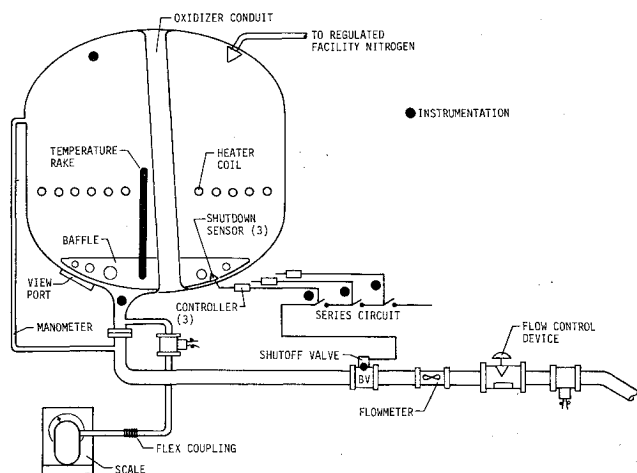 OXIDIZER CONDUIT
TO REGULATED
FACILITY NITROGEN
INSTRUMENTATION
TEMPERATURE
RAKE
HEATER
COIL
SHUTDOWN
SENSOR (3)
BAFFLE
VIEW
PORT
CONTROLLER
(3)
SERIES CIRCUIT
MANOMETER
FLOW CONTROL
DEVICE
SHUTOFF VALVE
BV
FLOWMETER
FLEX COUPLING
SCALE